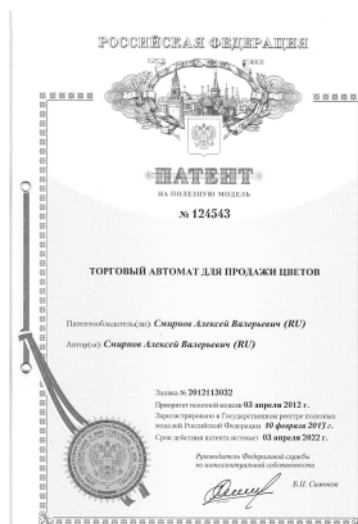 РОССИЙСКАЯ ФЕДЕРАЦИЯ
ПАТЕНТ
НА ПОЛЕЗНУЮ МОДЕЛЬ
№ 124543
ТОРГОВЫЙ АВТОМАТ ДЛЯ ПРОДАЖИ ЦВЕТОВ
Патентообладатель(ли): Смирнов Алексей Валерьевич (RU)
Автор(ы): Смирнов Алексей Валерьевич (RU)
Заявка № 2012113032
Приоритет полезной модели 03 апреля 2012 г.
Зарегистрировано в Государственном реестре полезных
моделей Российской Федерации 10 февраля 2013 г.
Срок действия патента истекает 03 апреля 2022 г.
Руководитель Федеральной службы
по интеллектуальной собственности
Б.П. Симонов